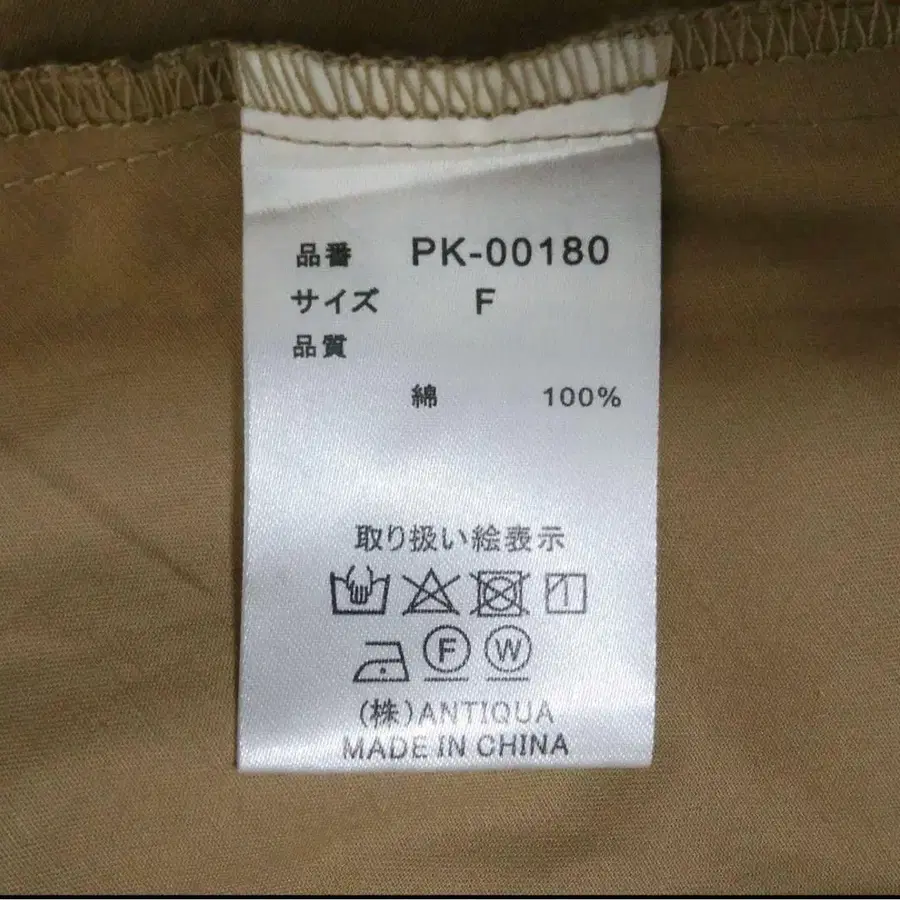 品番 PK-00180
サイズ F
品質
綿 100%
取り扱い絵表示
F W
(株)ANTIQUA
MADE IN CHINA